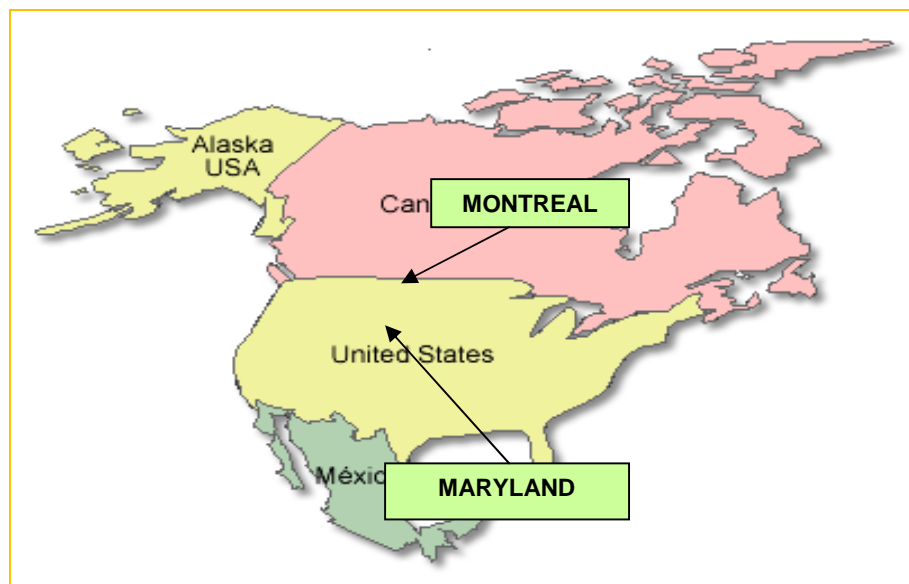 Alaska
USA
Can
MONTREAL
United States
Méxic
MARYLAND